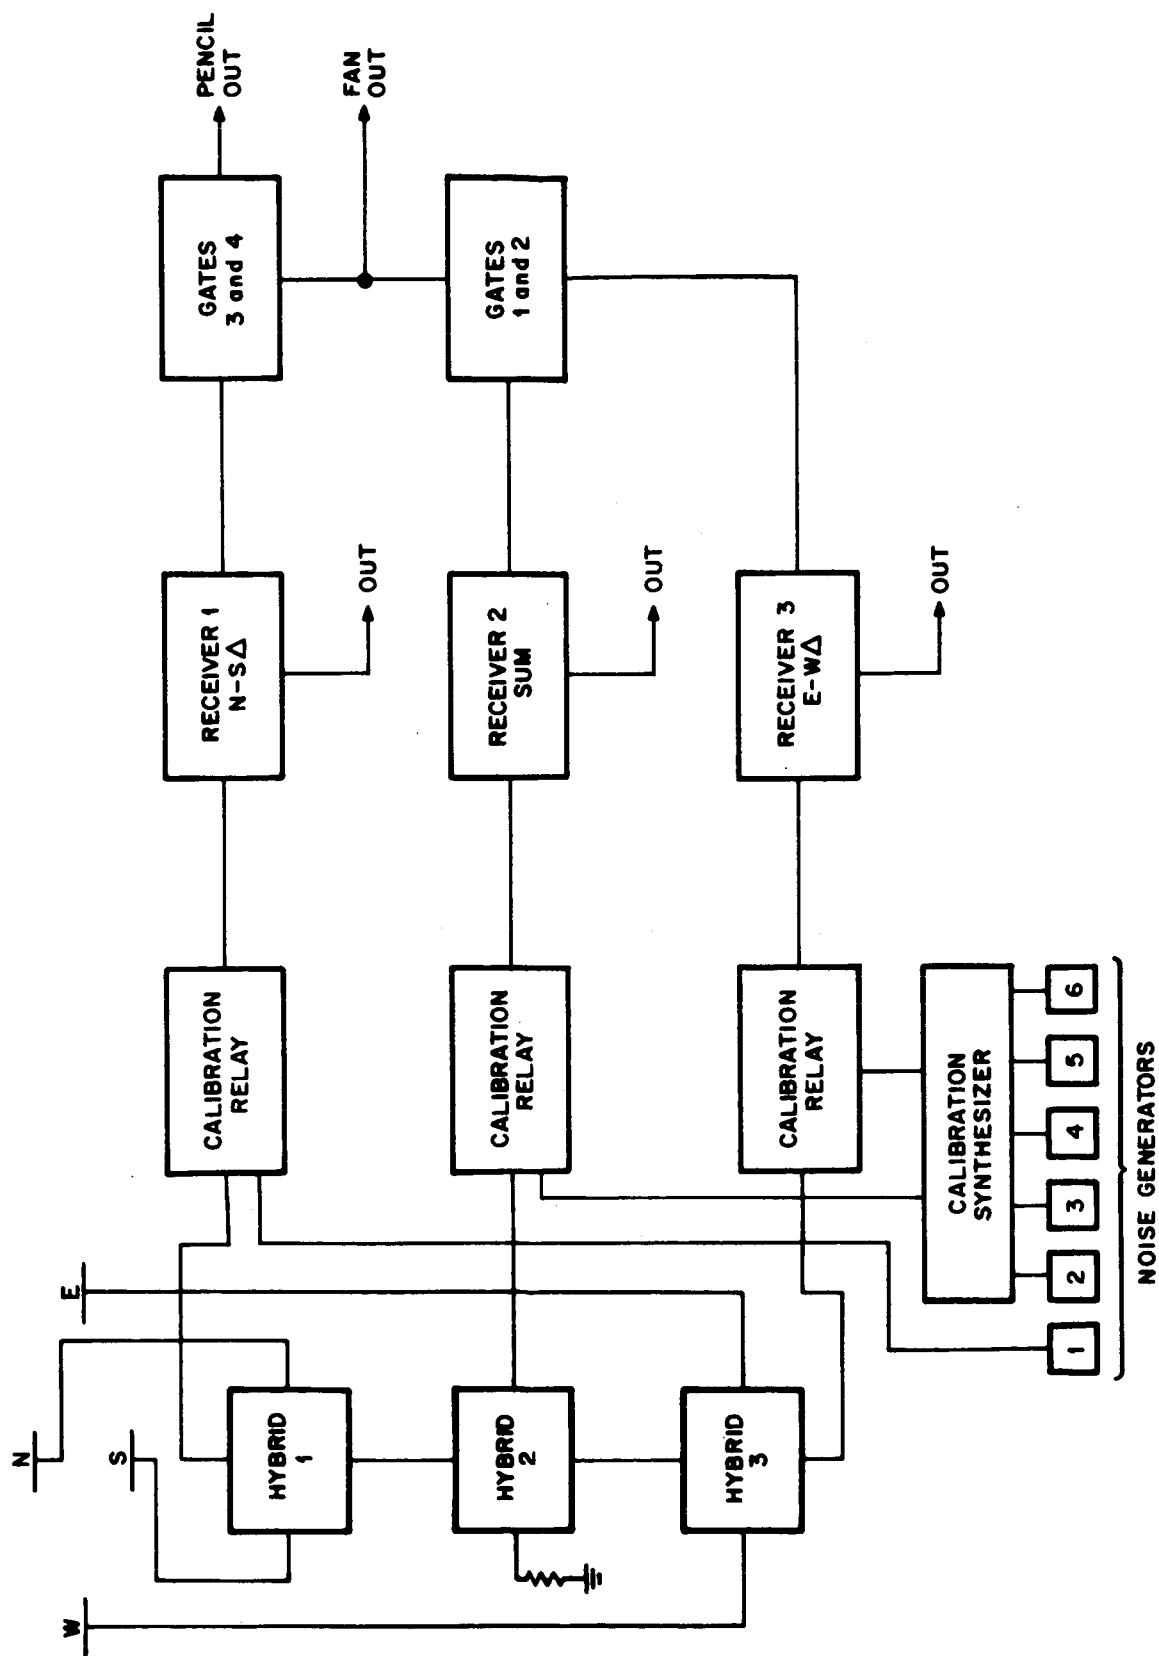 N
S
E
W
HYBRID
1
HYBRID
2
HYBRID
3
CALIBRATION
RELAY
CALIBRATION
RELAY
CALIBRATION
RELAY
RECEIVER 1
N-SΔ
OUT
RECEIVER 2
SUM
OUT
RECEIVER 3
E-WΔ
OUT
GATES
3 and 4
GATES
1 and 2
PENCIL
OUT
FAN
OUT
CALIBRATION
SYNTHESIZER
1
2
3
4
5
6
NOISE GENERATORS